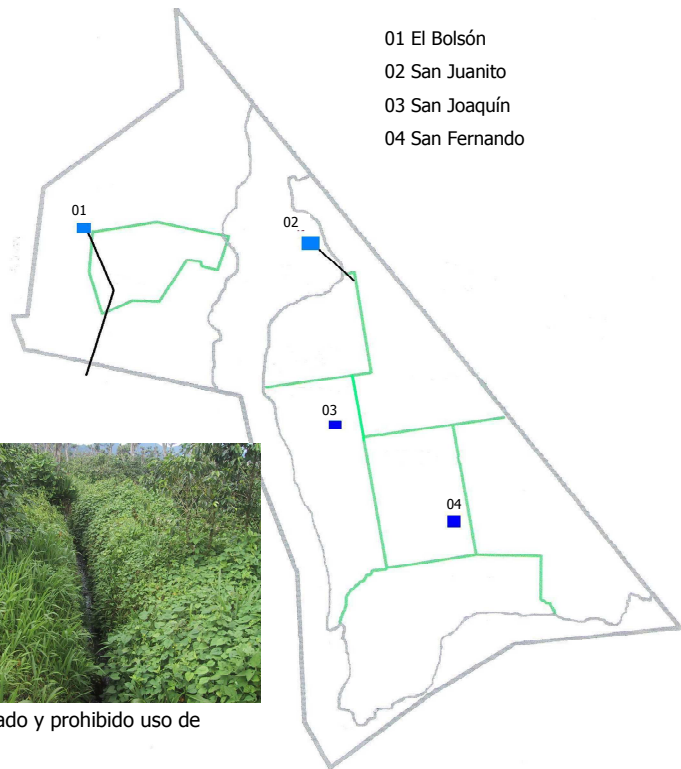 01 El Bolsón
02 San Juanito
03 San Joaquín
04 San Fernando
01
02
03
04
y prohibido uso de